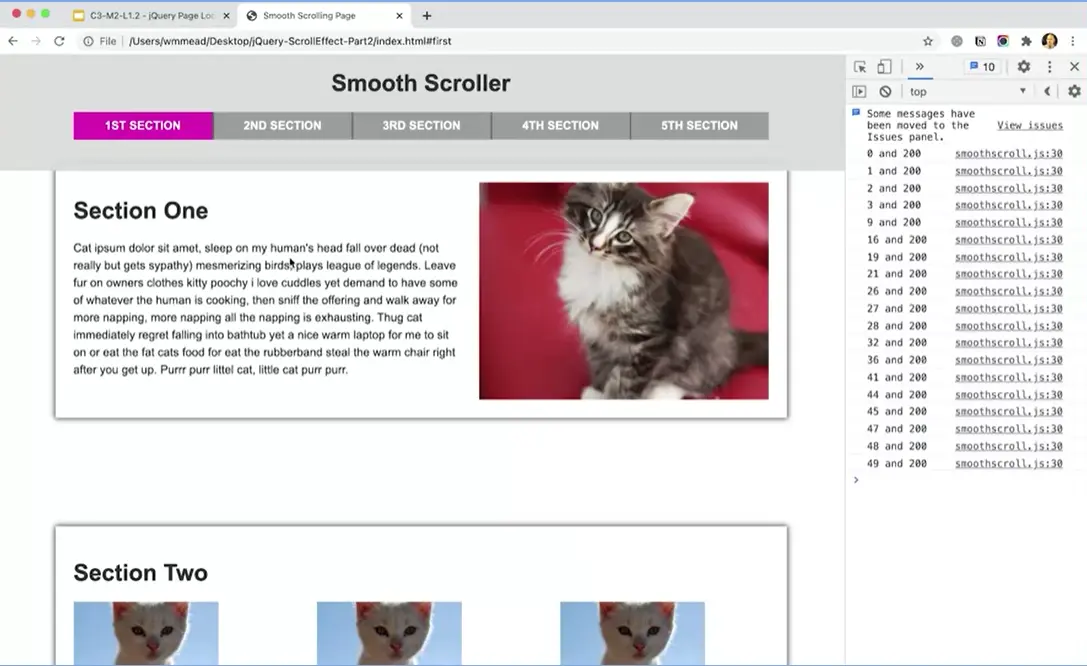 C3-M2-L1.2 - jQuery Page Loc
Smooth Scrolling Page
File /Users/wmmead/Desktop/jQuery-ScrollEffect-Part2/index.html#first
10
top
Smooth Scroller
1ST SECTION
2ND SECTION
3RD SECTION
4TH SECTION
5TH SECTION
Section One
Cat ipsum dolor sit amet, sleep on my human's head fall over dead (not
really but gets sypathy) mesmerizing birds plays league of legends. Leave
fur on owners clothes kitty poochy i love cuddles yet demand to have some
of whatever the human is cooking, then sniff the offering and walk away for
more napping, more napping all the napping is exhausting. Thug cat
immediately regret falling into bathtub yet a nice warm laptop for me to sit
on or eat the fat cats food for eat the rubberband steal the warm chair right
after you get up. Purrr purr littel cat, little cat purr purr.
Section Two
Some messages have
been moved to the View issues
Issues panel.
0 and 200 smoothscroll.js:30
1 and 200 smoothscroll.js:30
2 and 200 smoothscroll.js:30
3 and 200 smoothscroll.js:30
9 and 200 smoothscroll.js:30
16 and 200 smoothscroll.js:30
19 and 200 smoothscroll.js:30
21 and 200 smoothscroll.js:30
26 and 200 smoothscroll.js:30
27 and 200 smoothscroll.js:30
28 and 200 smoothscroll.js:30
32 and 200 smoothscroll.js:30
36 and 200 smoothscroll.js:30
41 and 200 smoothscroll.js:30
44 and 200 smoothscroll.js:30
45 and 200 smoothscroll.js:30
47 and 200 smoothscroll.js:30
48 and 200 smoothscroll.js:30
49 and 200 smoothscroll.js:30